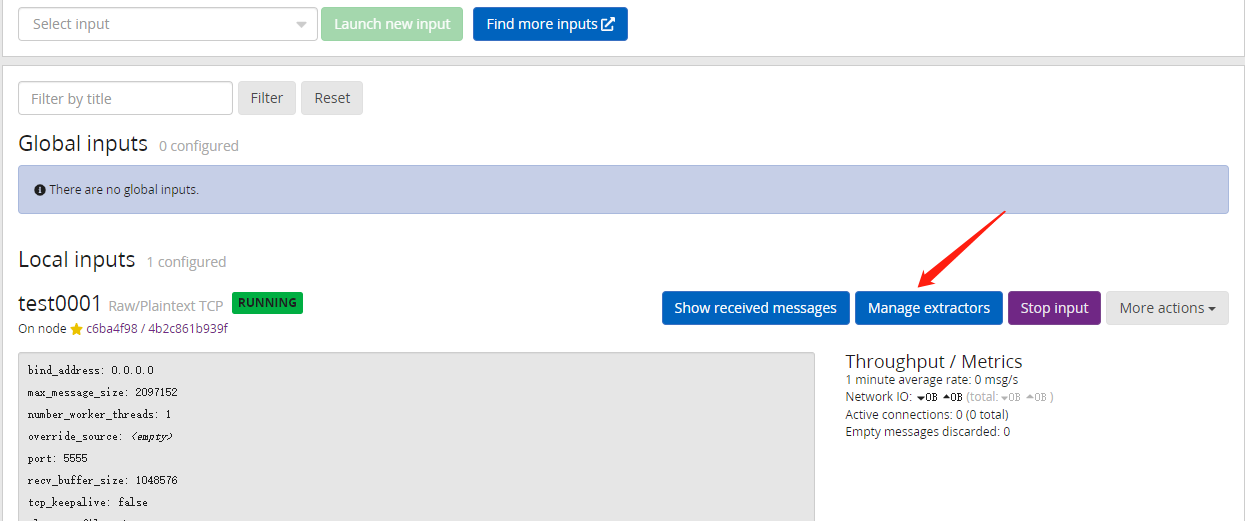 Select input Launch new input Find more inputs
Filter by title Filter Reset
Global inputs 0 configured
There are no global inputs.
Local inputs 1 configured
test0001 Raw/Plaintext TCP RUNNING Show received messages Manage extractors Stop input More actions
On node c6ba4f98 / 4b2c861b939f
bind_address: 0.0.0.0
max_message_size: 2097152
number_worker_threads: 1
override_source: <empty>
port: 5555
recv_buffer_size: 1048576
tcp_keepalive: false
Throughput / Metrics
1 minute average rate: 0 msg/s
Network IO: 0B 0B (total: 0B 0B )
Active connections: 0 (0 total)
Empty messages discarded: 0